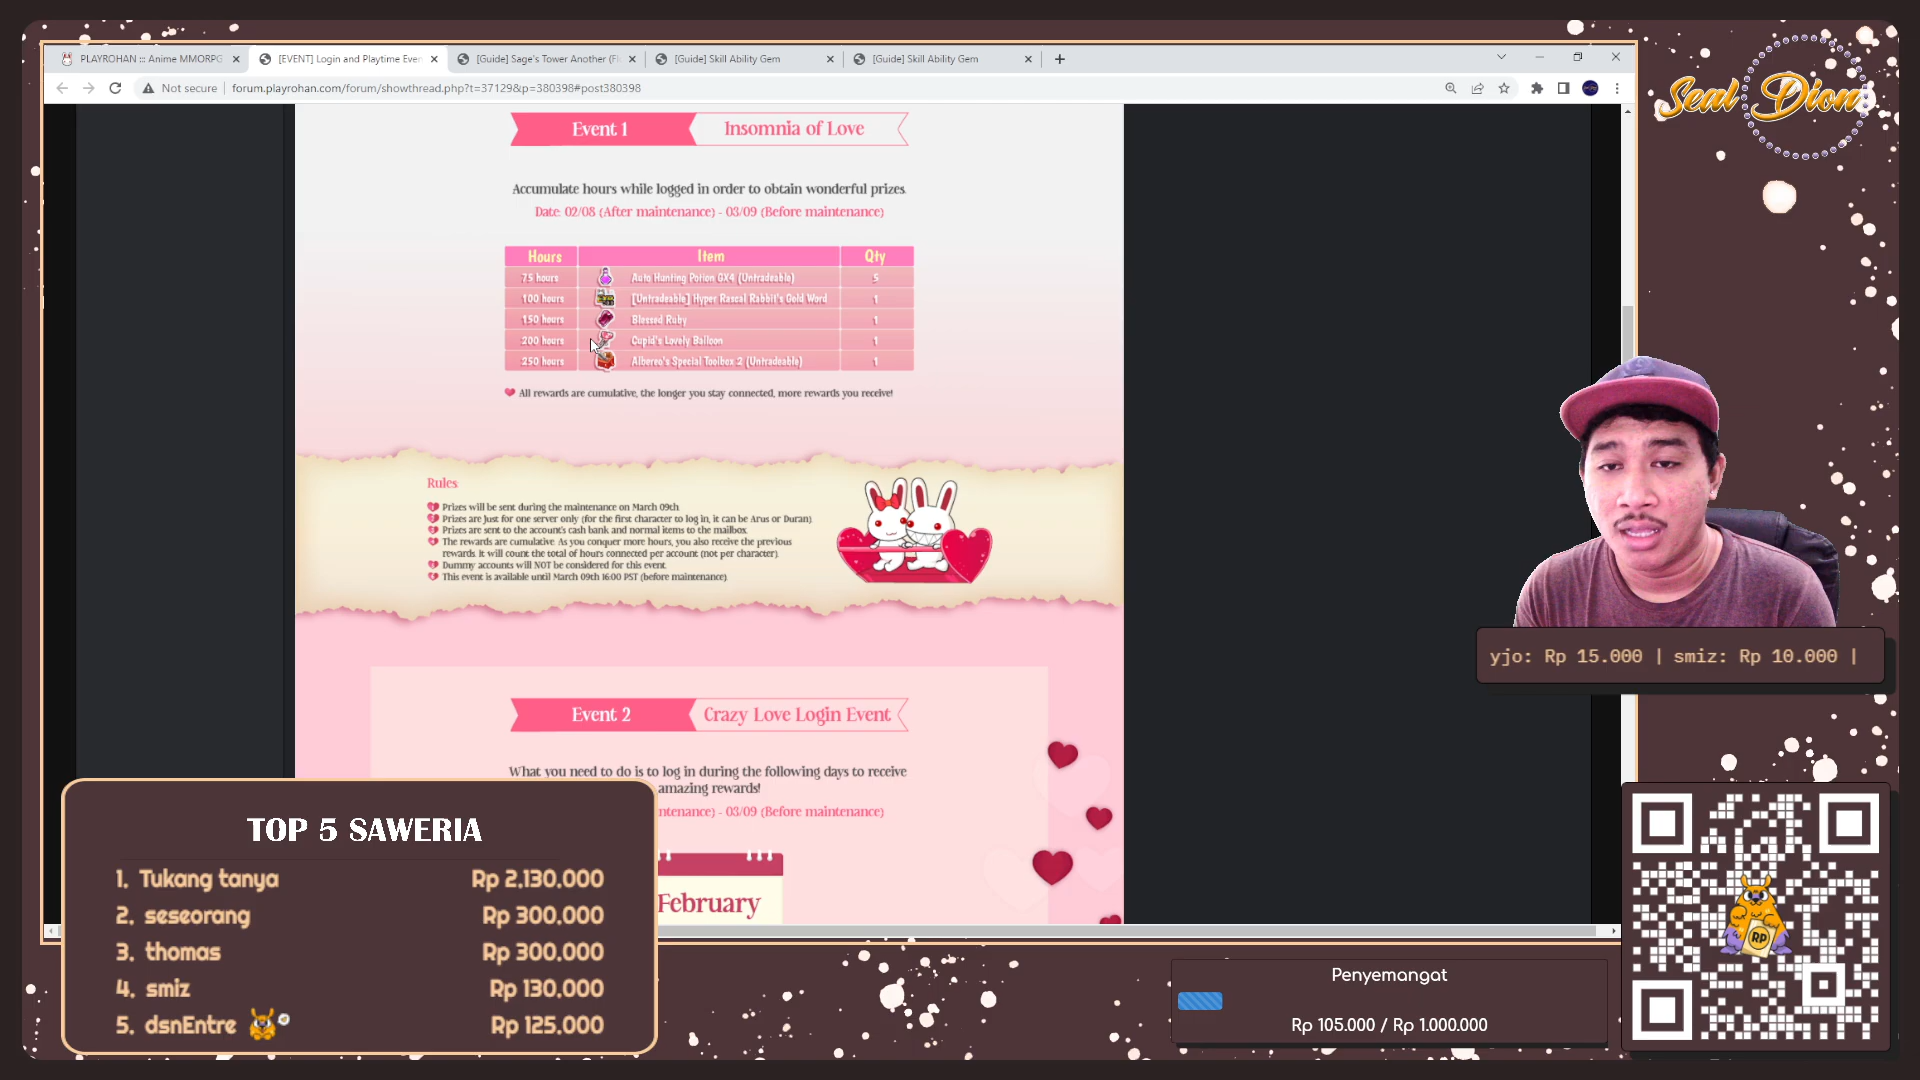 PLAYROHAN ::: Anime MMORPG
[EVENT] Login and Playtime Even
[Guide] Sage's Tower Another (Fl
[Guide] Skill Ability Gem
[Guide] Skill Ability Gem
Not secure
forum.playrohan.com/forum/showthread.php?t=37129&p=380398#post380398
Seal Dion
Event 1
Insomnia of Love
Accumulate hours while logged in order to obtain wonderful prizes.
Date: 02/08 (After maintenance) - 03/09 (Before maintenance)
Hours Item Qty
75 hours Auto Hunting Potion GX4 (Untradeable) 5
100 hours [Untradeable] Hyper Rascal Rabbit's Gold Word 1
150 hours Blessed Ruby 1
200 hours Cupid's Lovely Balloon 1
250 hours Albereo's Special Toolbox 2 (Untradeable) 1
All rewards are cumulative, the longer you stay connected, more rewards you receive!
Rules
Prizes will be sent during the maintenance on March 09th.
Prizes are just for one server only (for the first character to log in, it can be Arus or Duran).
Prizes are sent to the account's cash bank and normal items to the mailbox.
The rewards are cumulative. As you conquer more hours, you also receive the previous
rewards. It will count the total of hours connected per account (not per character).
Dummy accounts will NOT be considered for this event.
This event is available until March 09th 16:00 PST (before maintenance).
yjo: Rp 15.000 | smiz: Rp 10.000 |
Event 2
Crazy Love Login Event
What you need to do is to log in during the following days to receive
amazing rewards!
ntenance) - 03/09 (Before maintenance)
February
TOP 5 SAWERIA
1. Tukang tanya Rp 2.130.000
2. seseorang Rp 300.000
3. thomas Rp 300.000
4. smiz Rp 130.000
5. dsnEntre Rp 125.000
Penyemangat
Rp 105.000 / Rp 1.000.000
RP